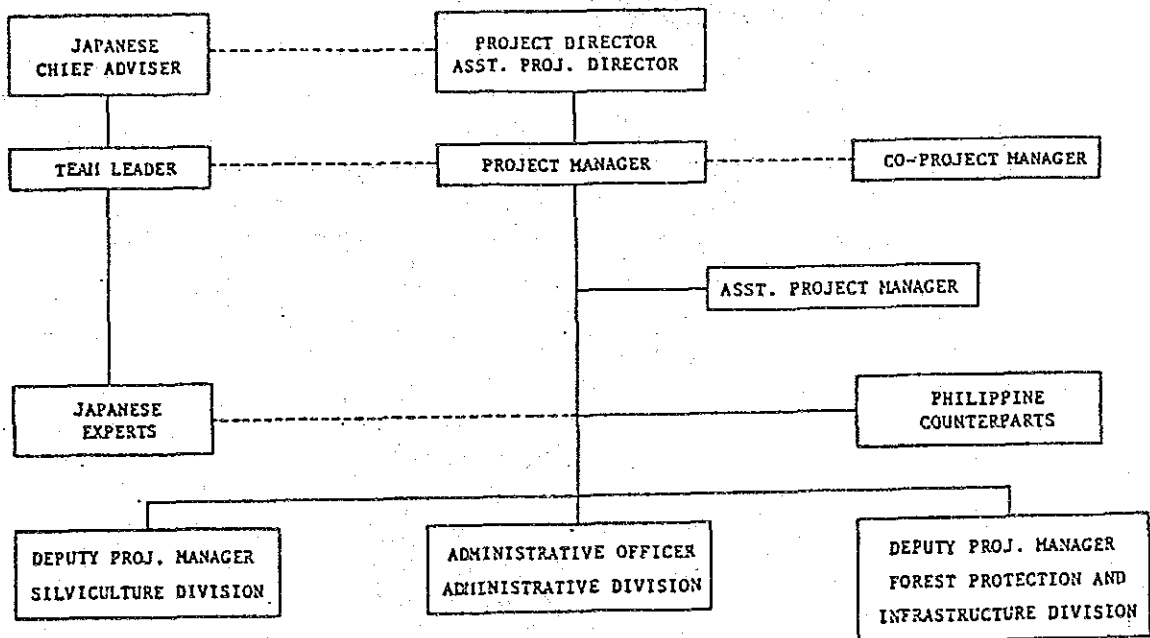 JAPANESE
CHIEF ADVISER
PROJECT DIRECTOR
ASST. PROJ. DIRECTOR
TEAM LEADER
PROJECT MANAGER
CO-PROJECT MANAGER
ASST. PROJECT MANAGER
JAPANESE
EXPERTS
PHILIPPINE
COUNTERPARTS
DEPUTY PROJ. MANAGER
SILVICULTURE DIVISION
ADMINISTRATIVE OFFICER
ADMINISTRATIVE DIVISION
DEPUTY PROJ. MANAGER
FOREST PROTECTION AND
INFRASTRUCTURE DIVISION